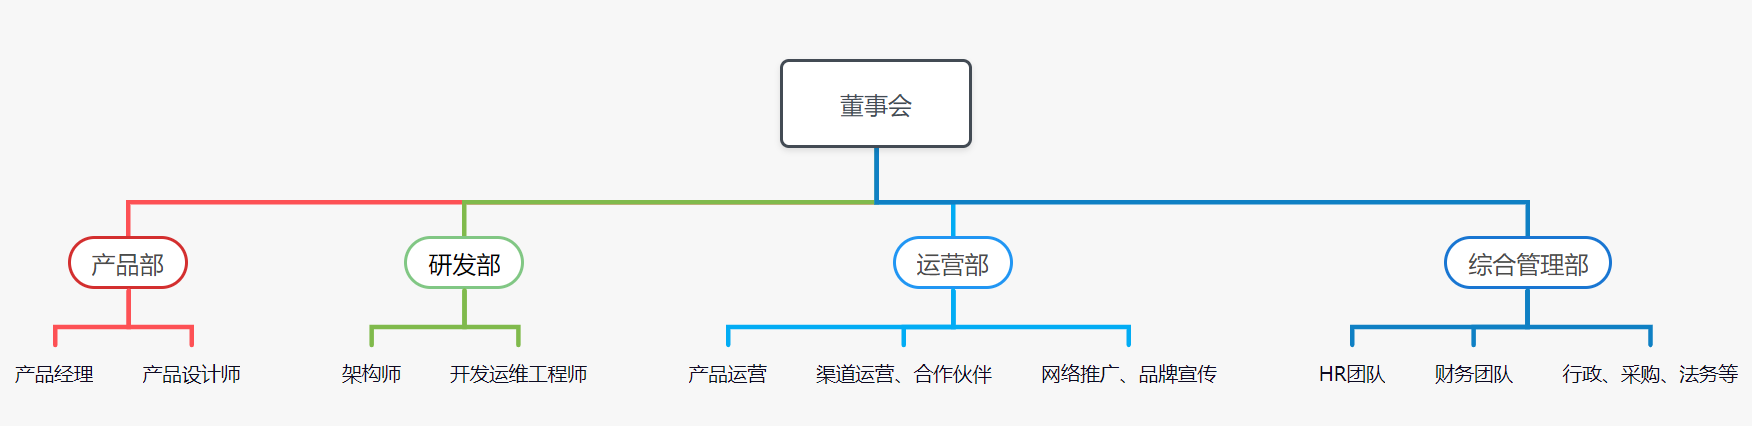 董事会
产品部
研发部
运营部
综合管理部
产品经理
产品设计师
架构师
开发运维工程师
产品运营
渠道运营、合作伙伴
网络推广、品牌宣传
HR团队
财务团队
行政、采购、法务等